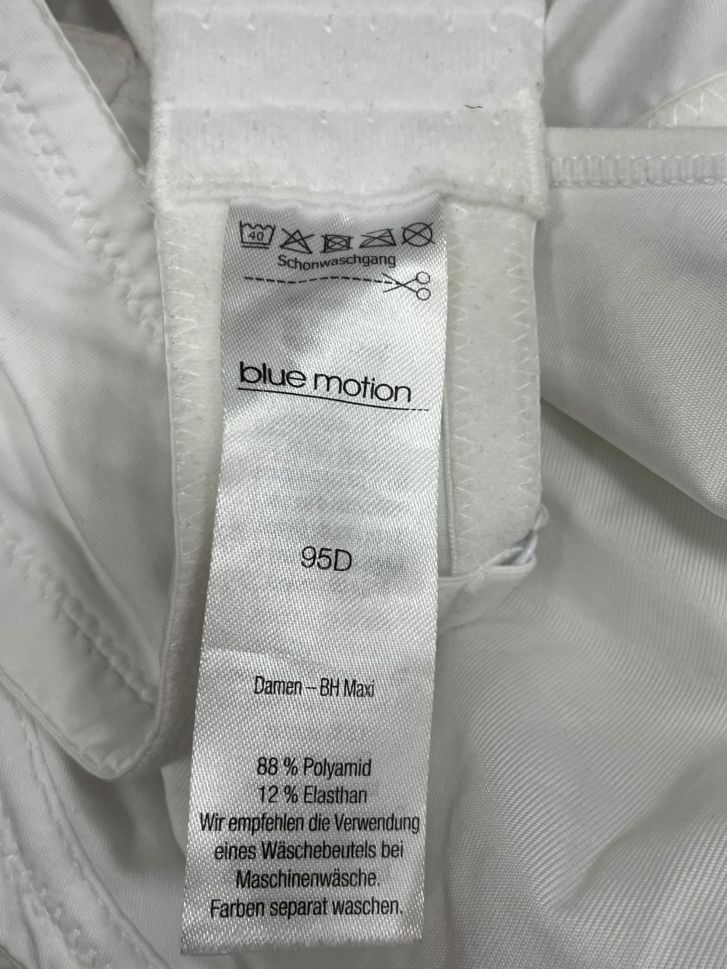 40
Schonwaschgang
blue motion
95D
Damen – BH Maxi
88 % Polyamid
12 % Elasthan
Wir empfehlen die Verwendung
eines Wäschebeutels bei
Maschinenwäsche.
Farben separat waschen.